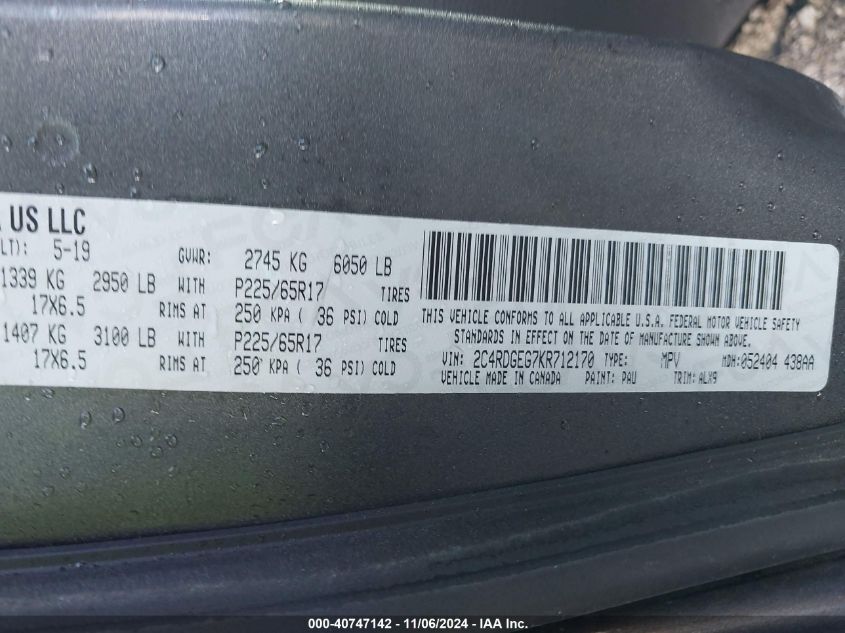 A US LLC
LT): 5-19 GVWR: 2745 KG 6050 LB
1339 KG 2950 LB WITH P225/65R17 TIRES
17X6.5 RIMS AT 250 KPA ( 36 PSI) COLD
1407 KG 3100 LB WITH P225/65R17 TIRES
17X6.5 RIMS AT 250 KPA ( 36 PSI) COLD
THIS VEHICLE CONFORMS TO ALL APPLICABLE U.S.A. FEDERAL MOTOR VEHICLE SAFETY
STANDARDS IN EFFECT ON THE DATE OF MANUFACTURE SHOWN ABOVE.
VIN: 2C4RDGEG7KR712170 TYPE: MPV MDH:052404 438AA
VEHICLE MADE IN CANADA PAINT: PAU TRIM: ALX9
000-40747142 - 11/06/2024 - IAA Inc.